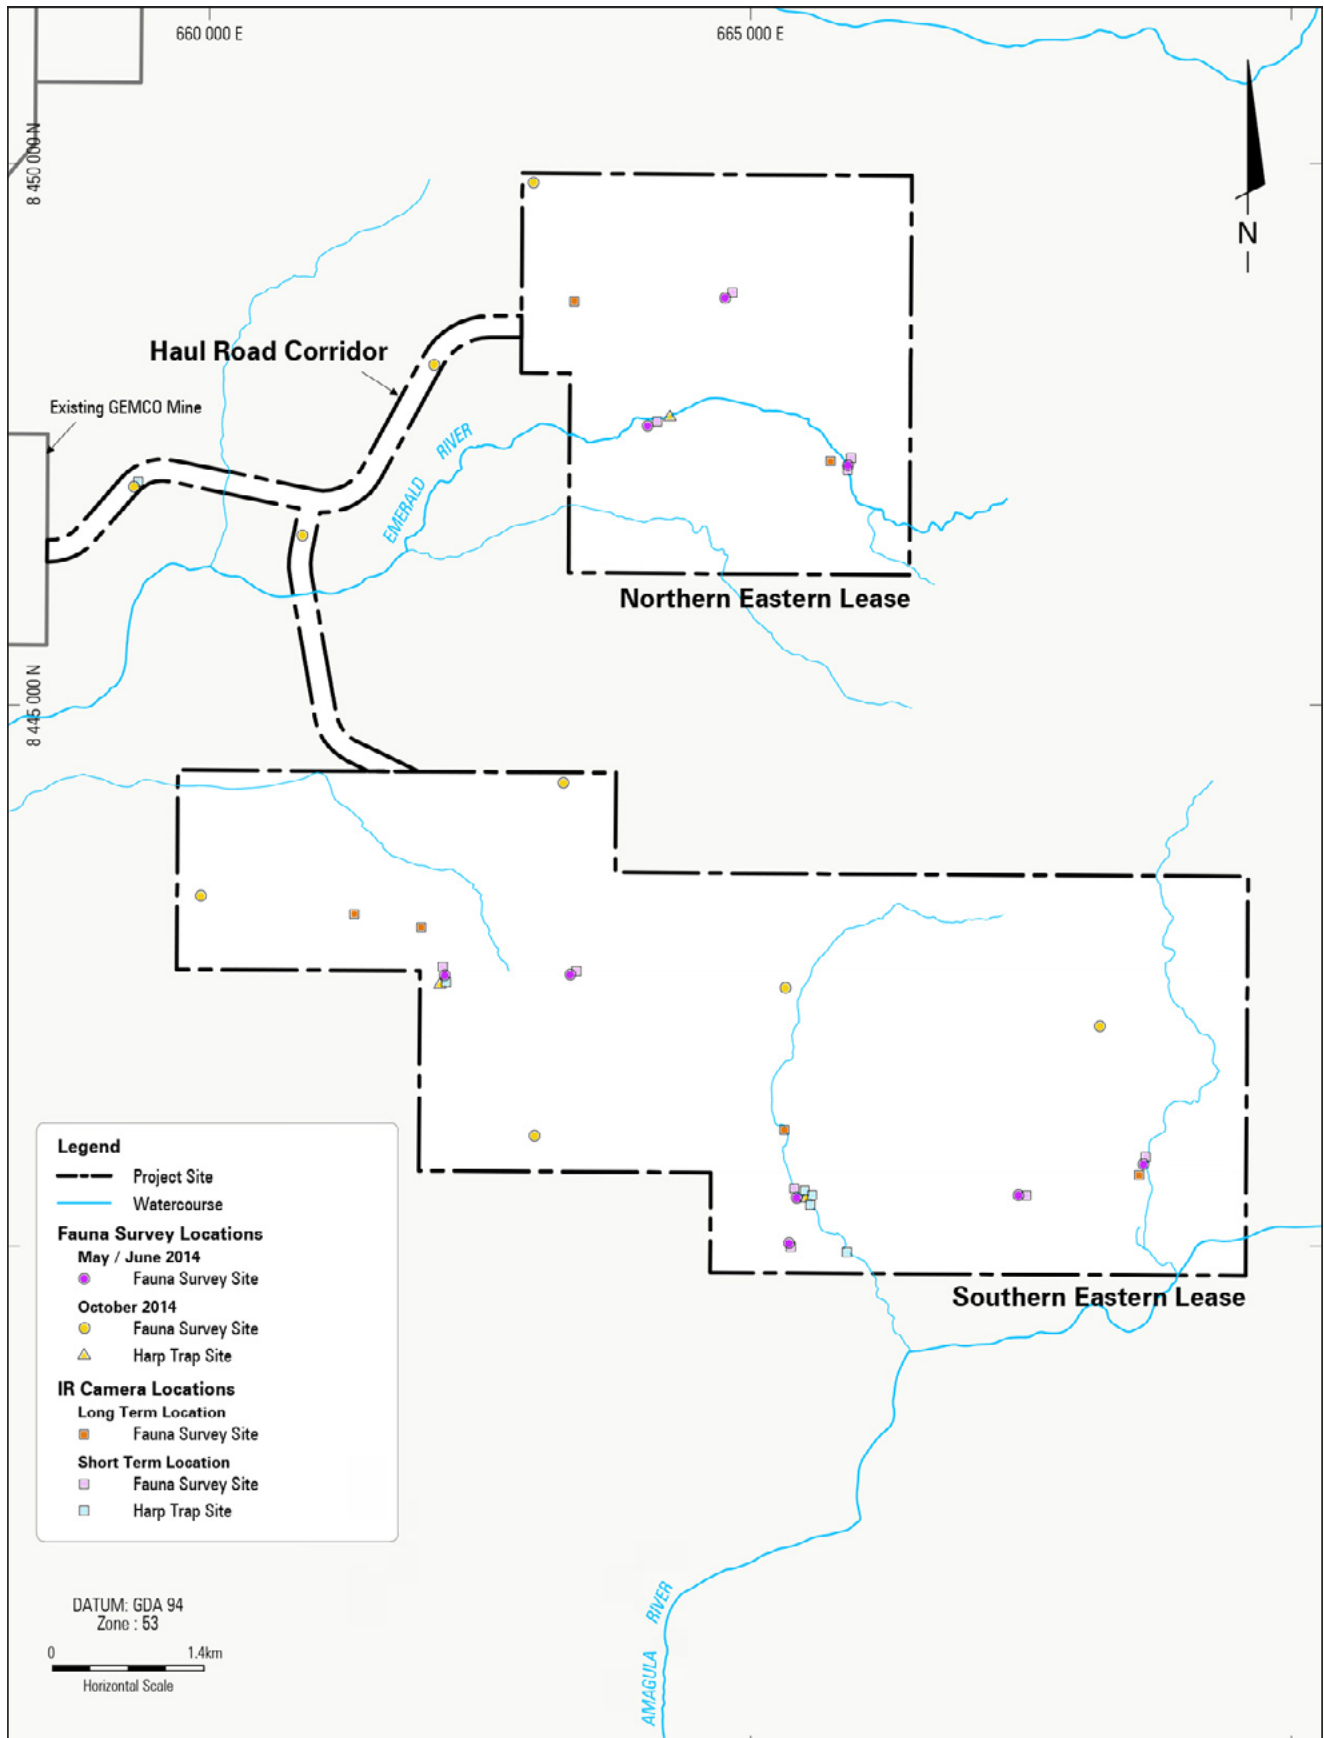 660 000 E
665 000 E
8 450 000 N
N
Haul Road Corridor
Existing GEMCO Mine
EMERALD RIVER
Northern Eastern Lease
8 445 000 N
Legend
Project Site
Watercourse
Fauna Survey Locations
May / June 2014
Fauna Survey Site
October 2014
Fauna Survey Site
Harp Trap Site
IR Camera Locations
Long Term Location
Fauna Survey Site
Short Term Location
Fauna Survey Site
Harp Trap Site
Southern Eastern Lease
AMAGULA RIVER
DATUM: GDA 94
Zone : 53
0 1.4km
Horizontal Scale